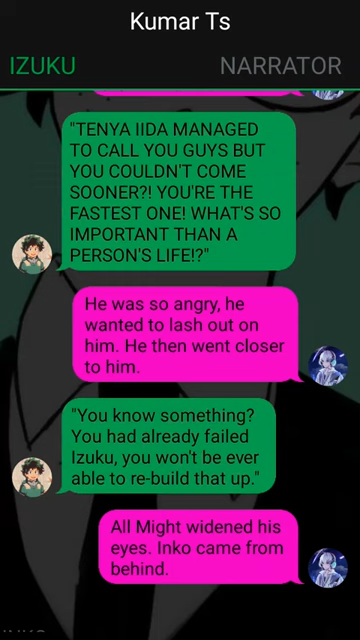 Kumar Ts
IZUKU
NARRATOR
"TENYA IIDA MANAGED
TO CALL YOU GUYS BUT
YOU COULDN'T COME
SOONER?! YOU'RE THE
FASTEST ONE! WHAT'S SO
IMPORTANT THAN A
PERSON'S LIFE!?"
He was so angry, he
wanted to lash out on
him. He then went closer
to him.
"You know something?
You had already failed
Izuku, you won't be ever
able to re-build that up."
All Might widened his
eyes. Inko came from
behind.